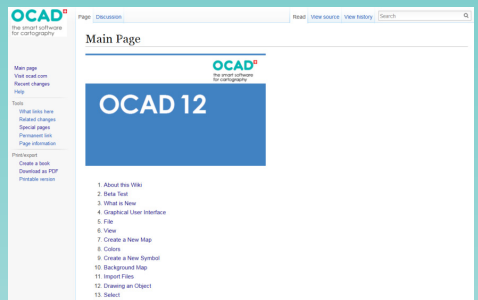 OCAD
the smart software
for cartography
Page Discussion
Read View source View history Search
Main page
Visit ocad.com
Recent changes
Help
Tools
What links here
Related changes
Special pages
Permanent link
Page information
Print/export
Create a book
Download as PDF
Printable version
Main Page
OCAD
the smart software
for cartography
OCAD 12
1. About this Wiki
2. Beta Test
3. What is New
4. Graphical User Interface
5. File
6. View
7. Create a New Map
8. Colors
9. Create a New Symbol
10. Background Map
11. Import Files
12. Drawing an Object
13. Select